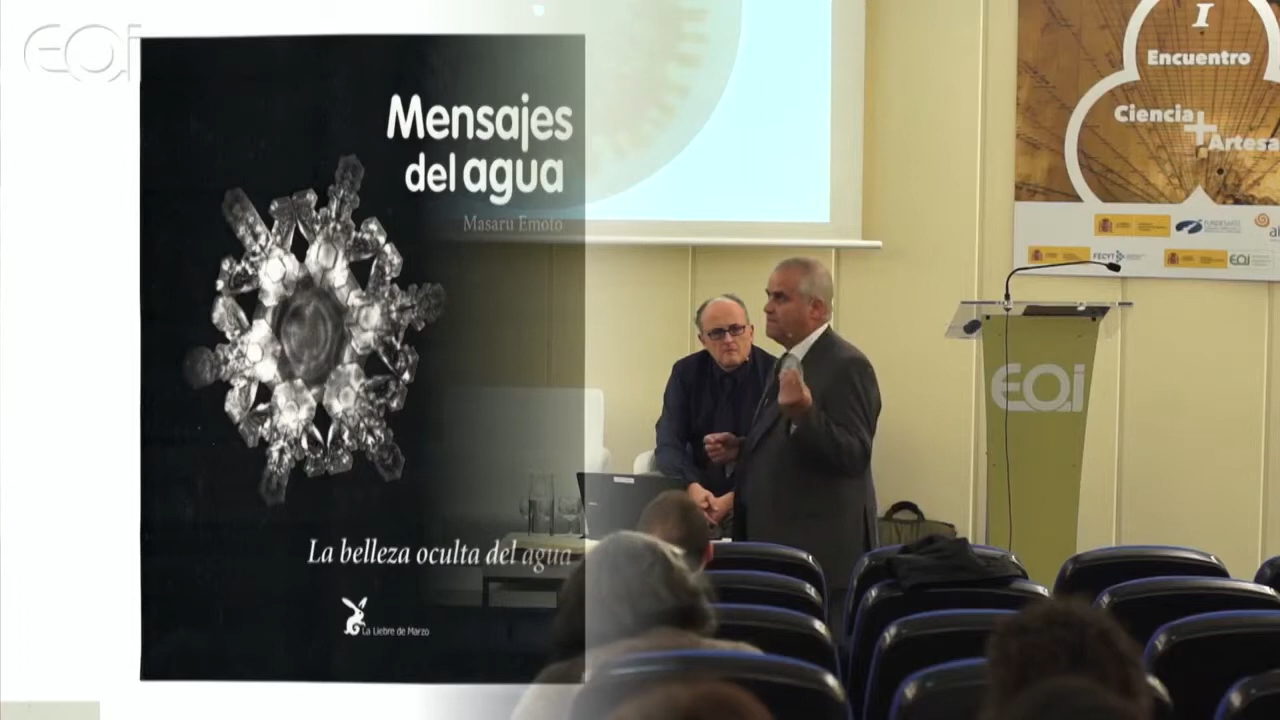 EOi
Mensajes
del agua
Masaru Emoto
La belleza oculta del agua
La Liebre de Marzo
I
Encuentro
Ciencia
+
Artesa
FECYT
EOi
EOi